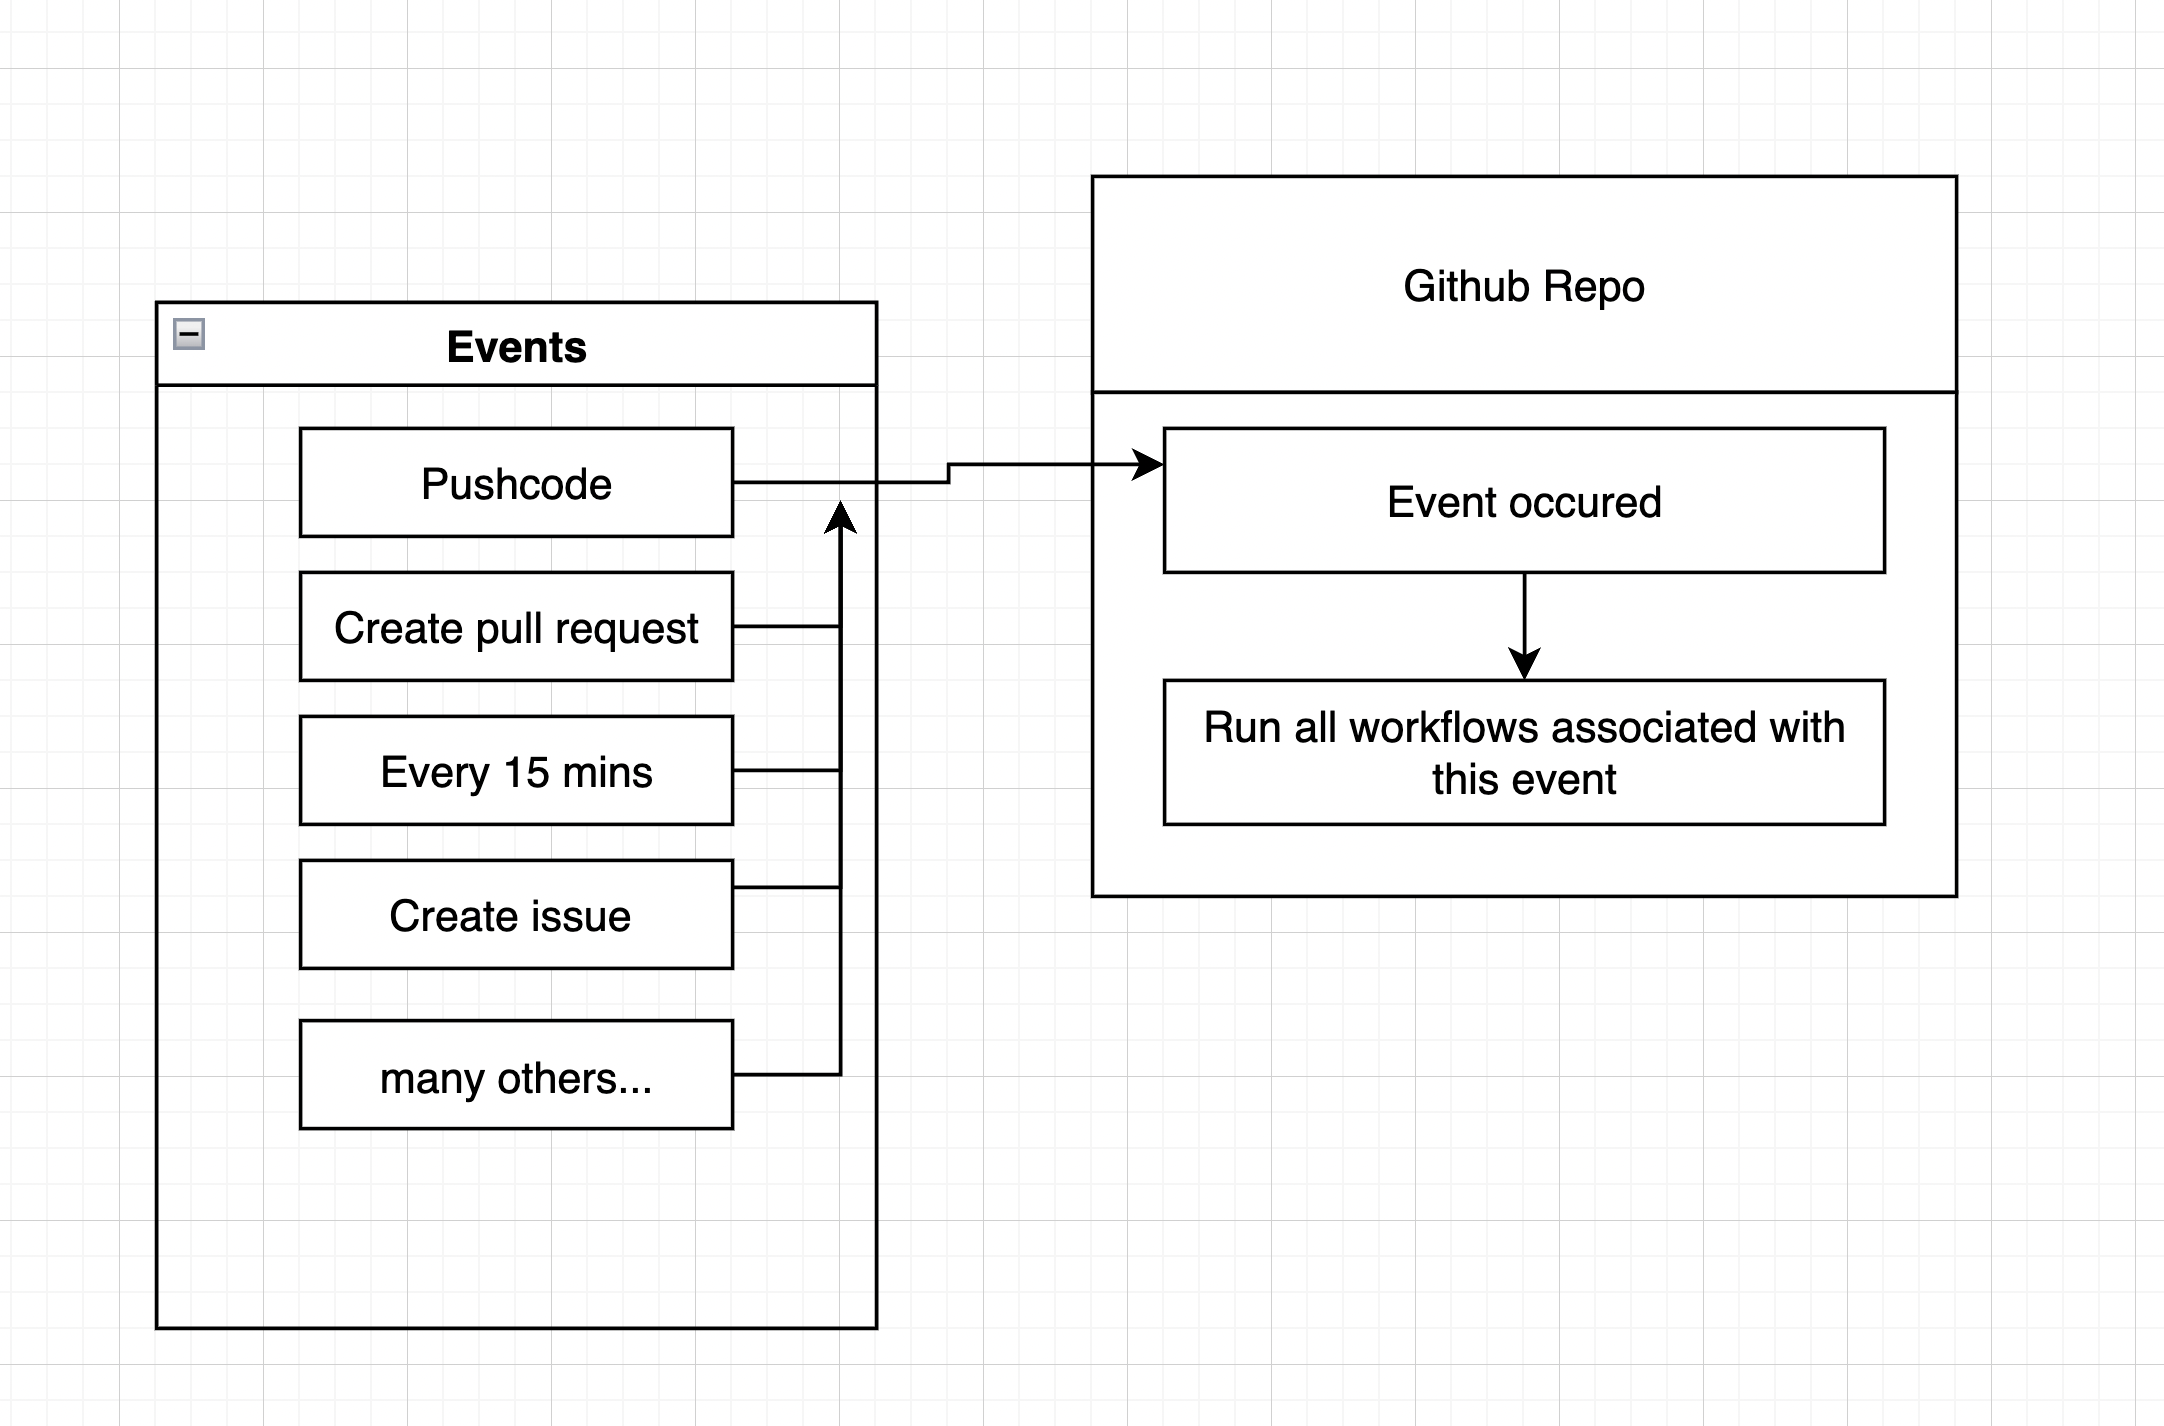 Events
Pushcode
Create pull request
Every 15 mins
Create issue
many others...
Github Repo
Event occured
Run all workflows associated with
this event